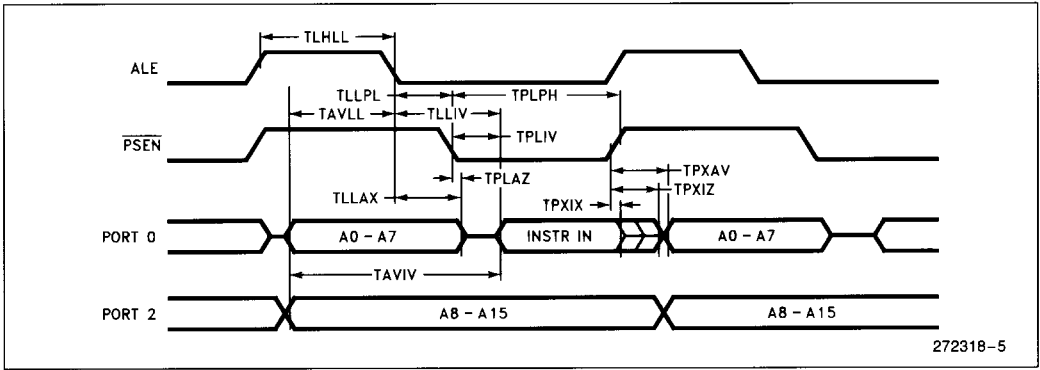 TLHLL
ALE
TLLPL
TPLPH
TAVLL
TLLIV
PSEN
TPLIV
TPXAV
TPLAZ
TPXIZ
TLLAX
TPXIX
PORT 0
A0 – A7
INSTR IN
A0 – A7
TAVIV
PORT 2
A8 – A15
A8 – A15
272318–5